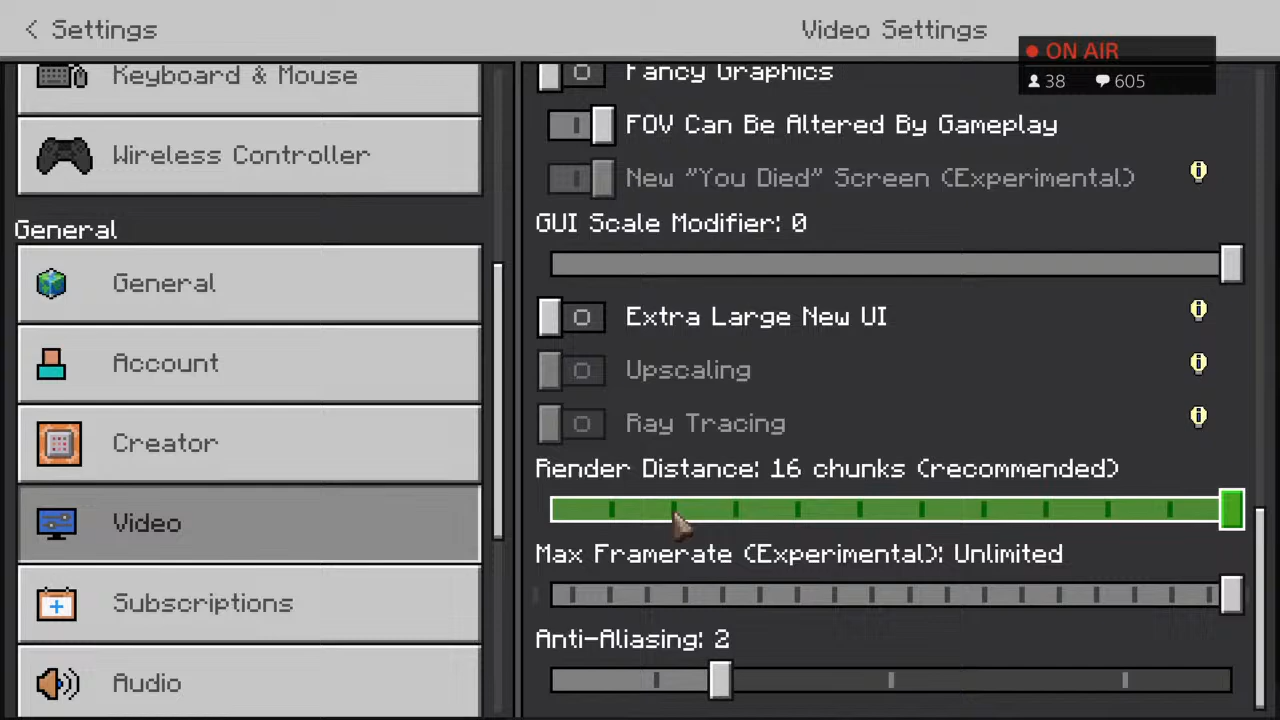 Settings
Video Settings
ON AIR
38 605
Keyboard & Mouse
Wireless Controller
General
General
Account
Creator
Video
Subscriptions
Audio
Fancy Graphics
FOV Can Be Altered By Gameplay
New "You Died" Screen (Experimental)
GUI Scale Modifier: 0
Extra Large New UI
Upscaling
Ray Tracing
Render Distance: 16 chunks (recommended)
Max Framerate (Experimental): Unlimited
Anti-Aliasing: 2